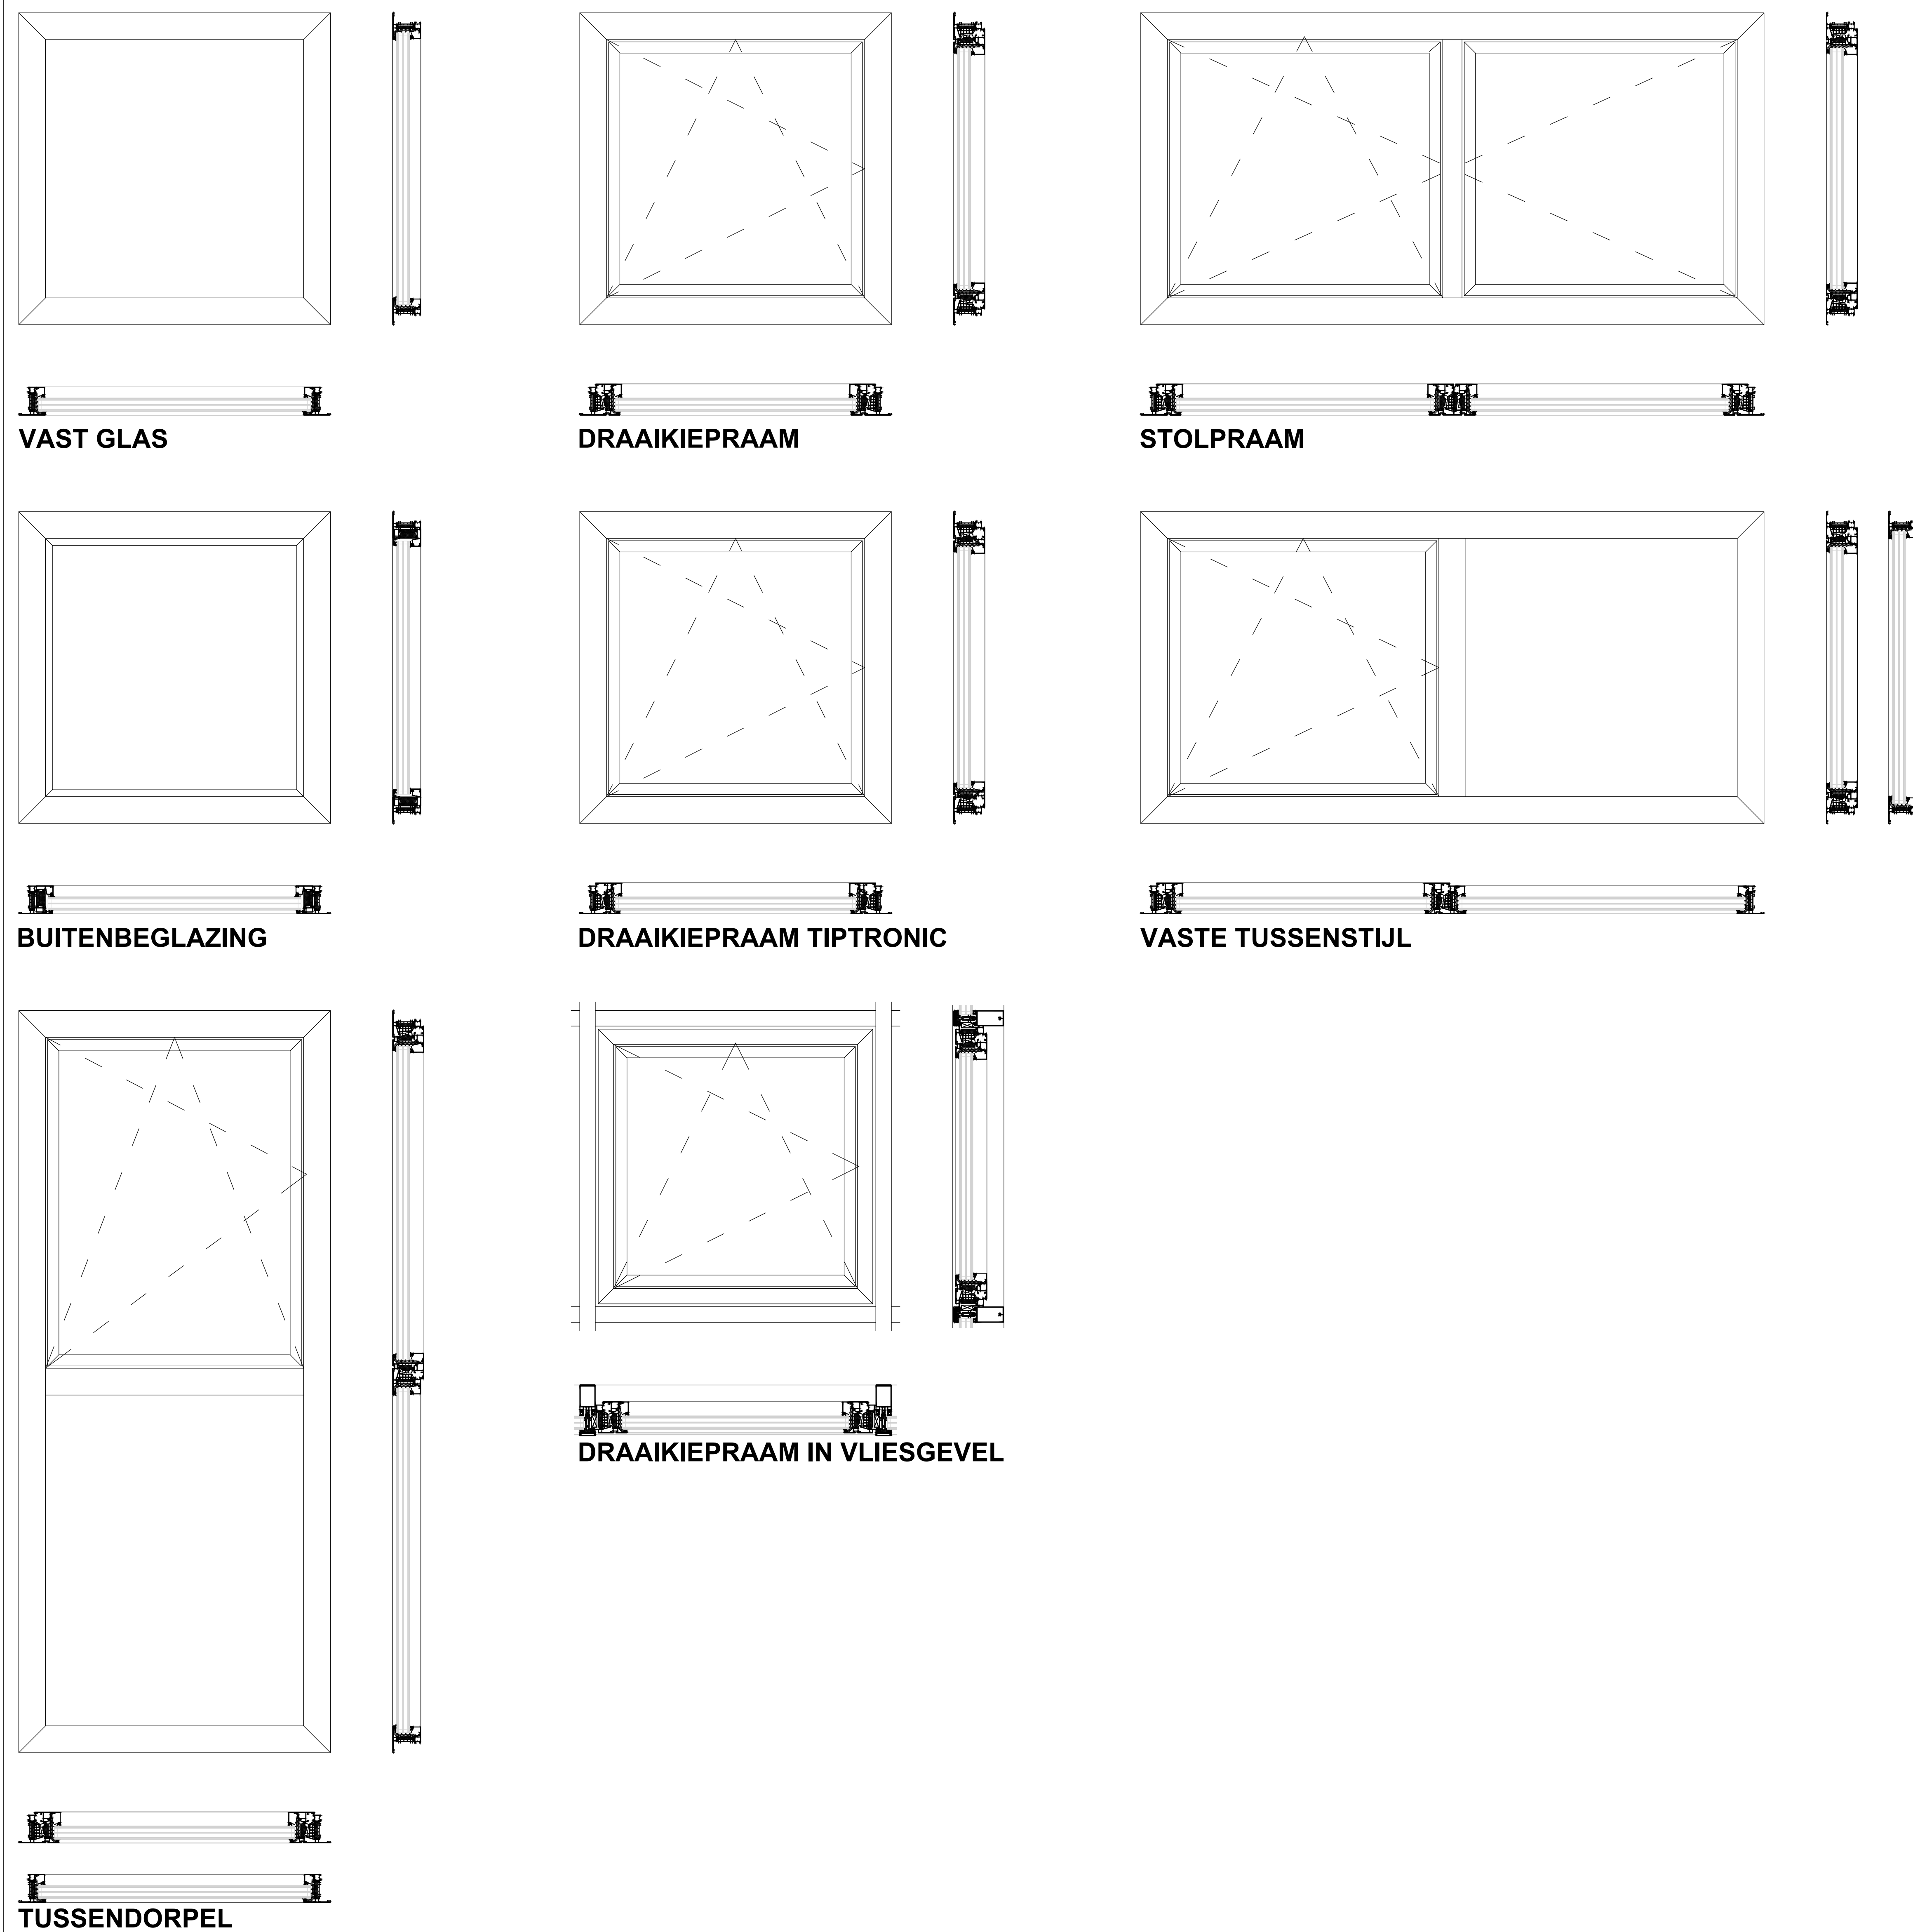 VAST GLAS
DRAAIKIEPRAAM
STOLPRAAM
BUITENBEGLAZING
DRAAIKIEPRAAM TIPTRONIC
VASTE TUSSENSTIJL
DRAAIKIEPRAAM IN VLIESGEVEL
TUSSENDORPEL